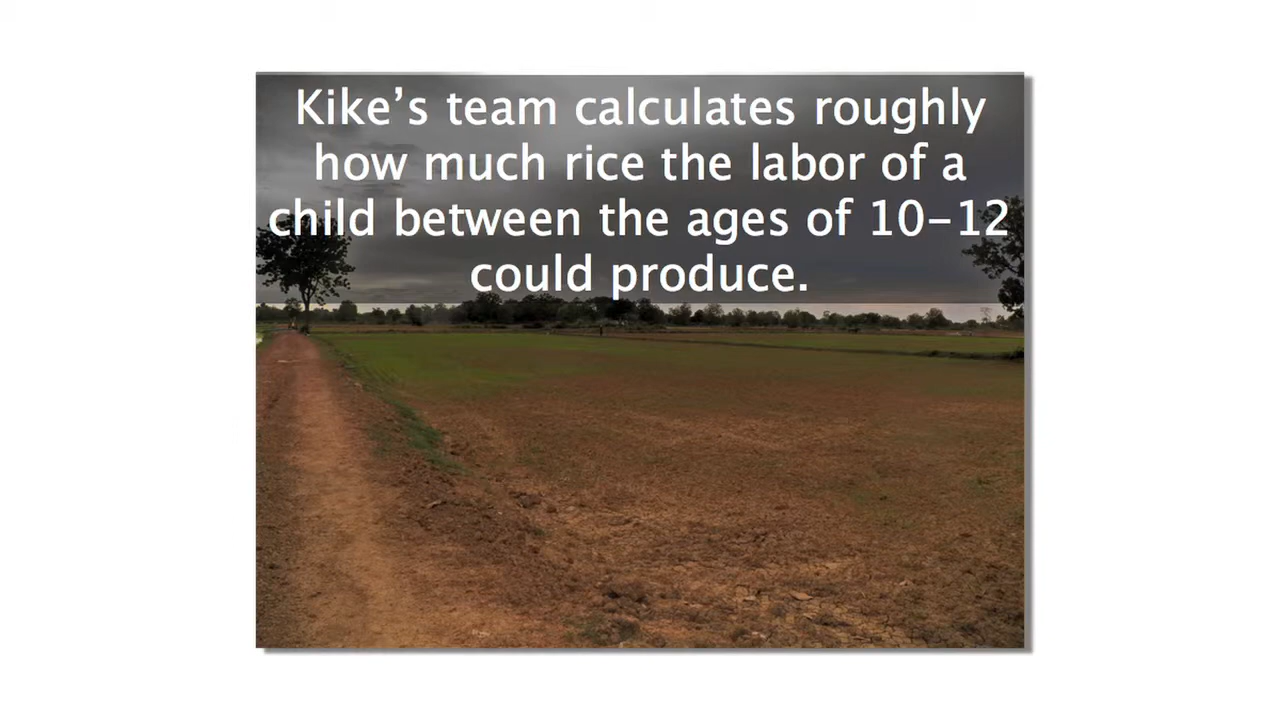 Kike’s team calculates roughly
how much rice the labor of a
child between the ages of 10–12
could produce.